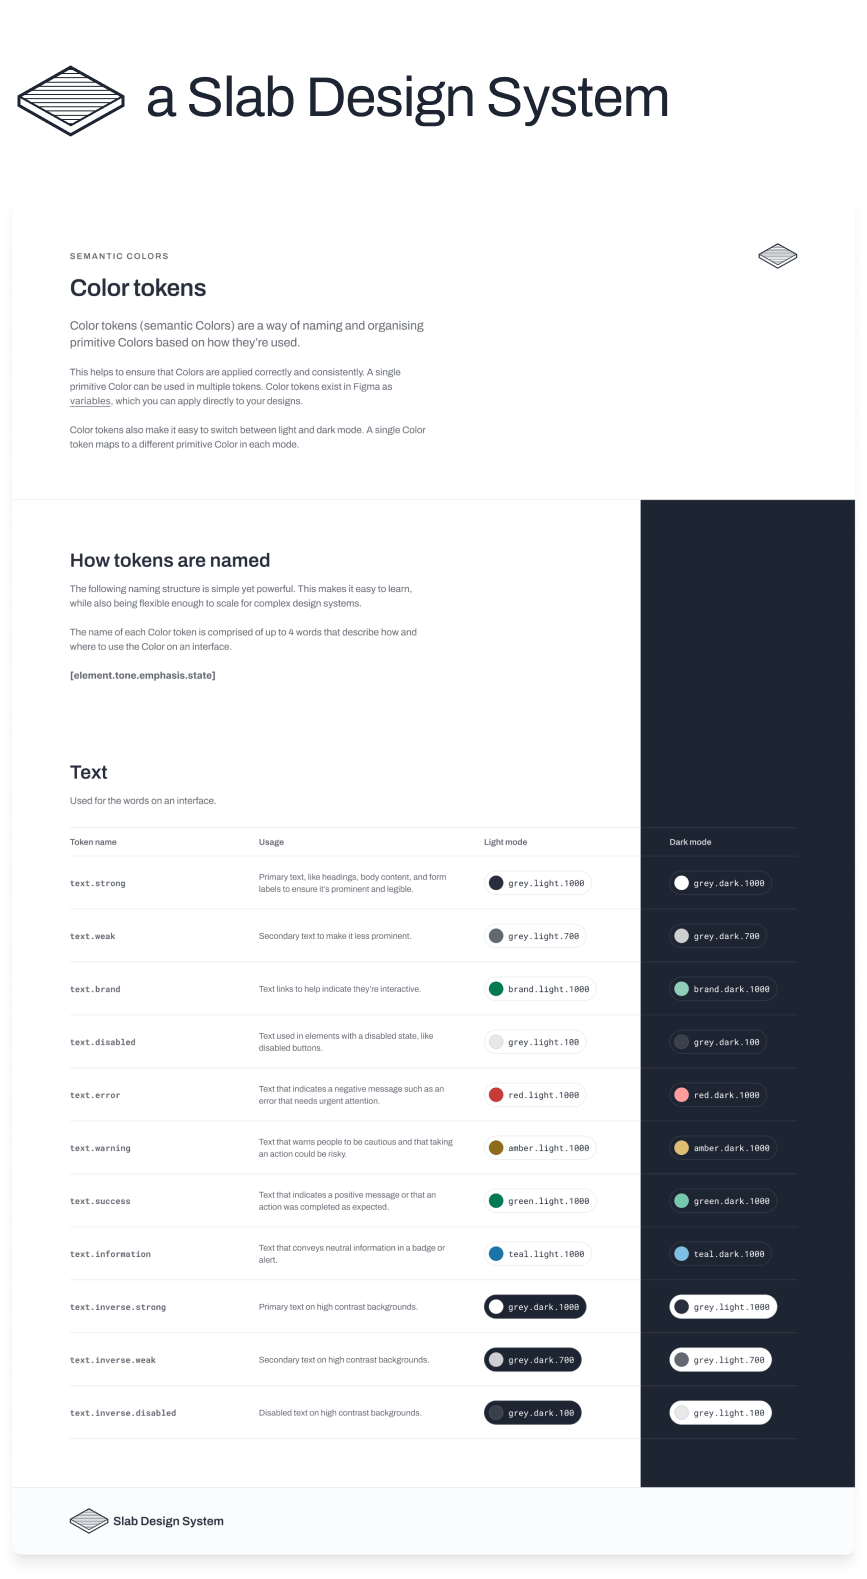 a Slab Design System
SEMANTIC COLORS
Color tokens
Color tokens (semantic Colors) are a way of naming and organising
primitive Colors based on how they’re used.
This helps to ensure that Colors are applied correctly and consistently. A single
primitive Color can be used in multiple tokens. Color tokens exist in Figma as
variables, which you can apply directly to your designs.
Color tokens also make it easy to switch between light and dark mode. A single Color
token maps to a different primitive Color in each mode.
How tokens are named
The following naming structure is simple yet powerful. This makes it easy to learn,
while also being flexible enough to scale for complex design systems.
The name of each Color token is comprised of up to 4 words that describe how and
where to use the Color on an interface.
[element.tone.emphasis.state]
Text
Used for the words on an interface.
Token name Usage Light mode Dark mode
text.strong Primary text, like headings, body content, and form grey.light.1000 grey.dark.1000
labels to ensure it’s prominent and legible.
text.weak Secondary text to make it less prominent. grey.light.700 grey.dark.700
text.brand Text links to help indicate they’re interactive. brand.light.1000 brand.dark.1000
text.disabled Text used in elements with a disabled state, like grey.light.100 grey.dark.100
disabled buttons.
text.error Text that indicates a negative message such as an red.light.1000 red.dark.1000
error that needs urgent attention.
text.warning Text that warns people to be cautious and that taking amber.light.1000 amber.dark.1000
an action could be risky.
text.success Text that indicates a positive message or that an green.light.1000 green.dark.1000
action was completed as expected.
text.information Text that conveys neutral information in a badge or teal.light.1000 teal.dark.1000
alert.
text.inverse.strong Primary text on high contrast backgrounds. grey.dark.1000 grey.light.1000
text.inverse.weak Secondary text on high contrast backgrounds. grey.dark.700 grey.light.700
text.inverse.disabled Disabled text on high contrast backgrounds. grey.dark.100 grey.light.100
Slab Design System